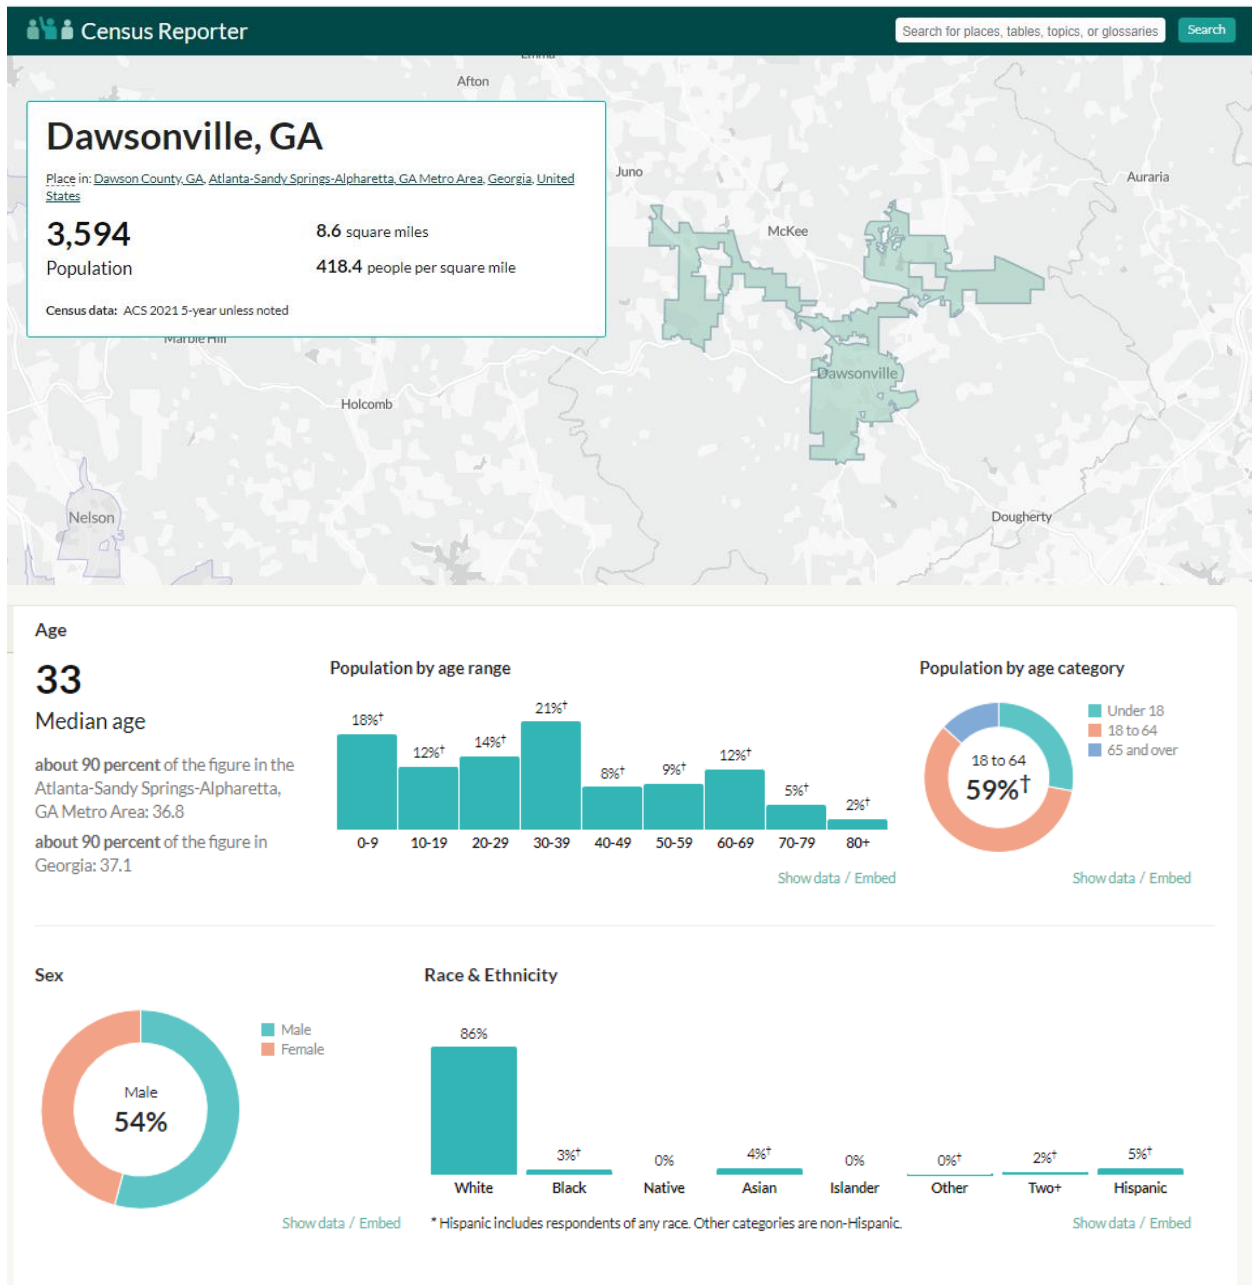 Census Reporter
Search for places, tables, topics, or glossaries
Search
Afton
Dawsonville, GA
Place in: Dawson County, GA, Atlanta-Sandy Springs-Alpharetta, GA Metro Area, Georgia, United
States
3,594
Population
8.6 square miles
418.4 people per square mile
Census data: ACS 2021 5-year unless noted
Juno
McKee
Auraria
Marble Hill
Dawsonville
Holcomb
Nelson
Dougherty
Age
33
Median age
about 90 percent of the figure in the
Atlanta-Sandy Springs-Alpharetta,
GA Metro Area: 36.8
about 90 percent of the figure in
Georgia: 37.1
Population by age range
18%†
12%†
14%†
21%†
8%†
9%†
12%†
5%†
2%†
0-9
10-19
20-29
30-39
40-49
50-59
60-69
70-79
80+
Show data / Embed
Population by age category
Under 18
18 to 64
65 and over
18 to 64
59%†
Show data / Embed
Sex
Male
Female
Male
54%
Show data / Embed
Race & Ethnicity
86%
3%†
0%
4%†
0%
0%†
2%†
5%†
White
Black
Native
Asian
Islander
Other
Two+
Hispanic
* Hispanic includes respondents of any race. Other categories are non-Hispanic.
Show data / Embed